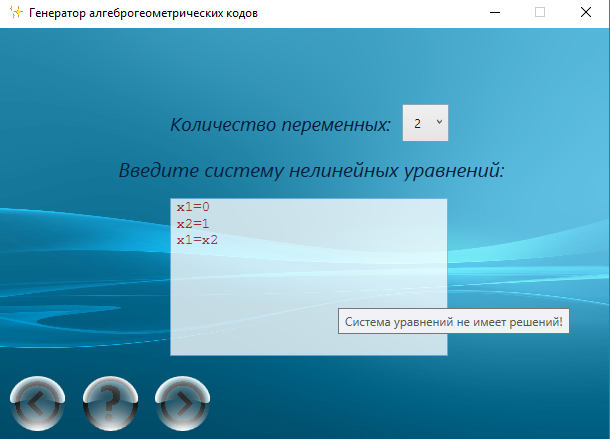 Генератор алгеброгеометрических кодов
Количество переменных: 2
Введите систему нелинейных уравнений:
x1=0
x2=1
x1=x2
Система уравнений не имеет решений!
?